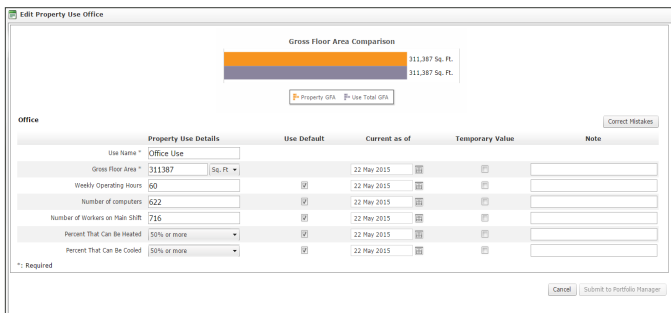 Edit Property Use Office
Gross Floor Area Comparison
311,387 Sq. Ft.
311,387 Sq. Ft.
Property GFA Use Total GFA
Office
Correct Mistakes
Property Use Details Use Default Current as of Temporary Value Note
Use Name * Office Use
Gross Floor Area * 311387 Sq. Ft 22 May 2015
Weekly Operating Hours 60 22 May 2015
Number of computers 622 22 May 2015
Number of Workers on Main Shift 716 22 May 2015
Percent That Can Be Heated 50% or more 22 May 2015
Percent That Can Be Cooled 50% or more 22 May 2015
*: Required
Cancel Submit to Portfolio Manager